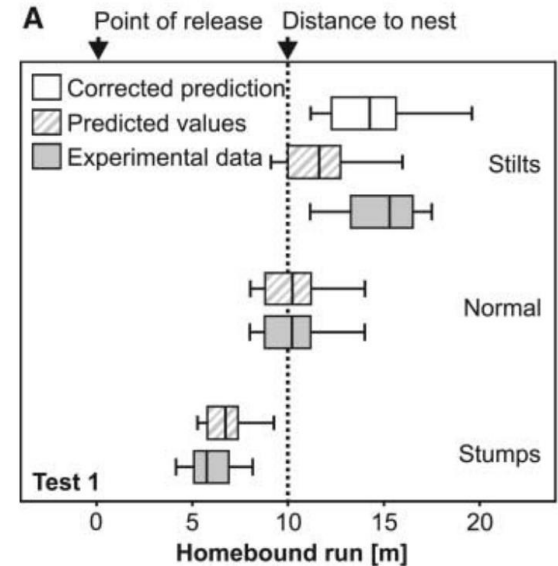 A
Point of release Distance to nest
Corrected prediction
Predicted values
Experimental data
Stilts
Normal
Stumps
Test 1
0 5 10 15 20
Homebound run [m]